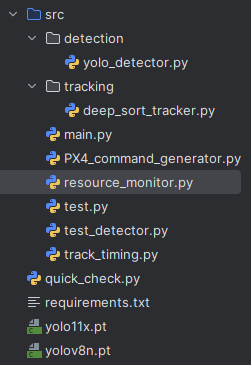 src
detection
yolo_detector.py
tracking
deep_sort_tracker.py
main.py
PX4_command_generator.py
resource_monitor.py
test.py
test_detector.py
track_timing.py
quick_check.py
requirements.txt
yolo11x.pt
yolov8n.pt